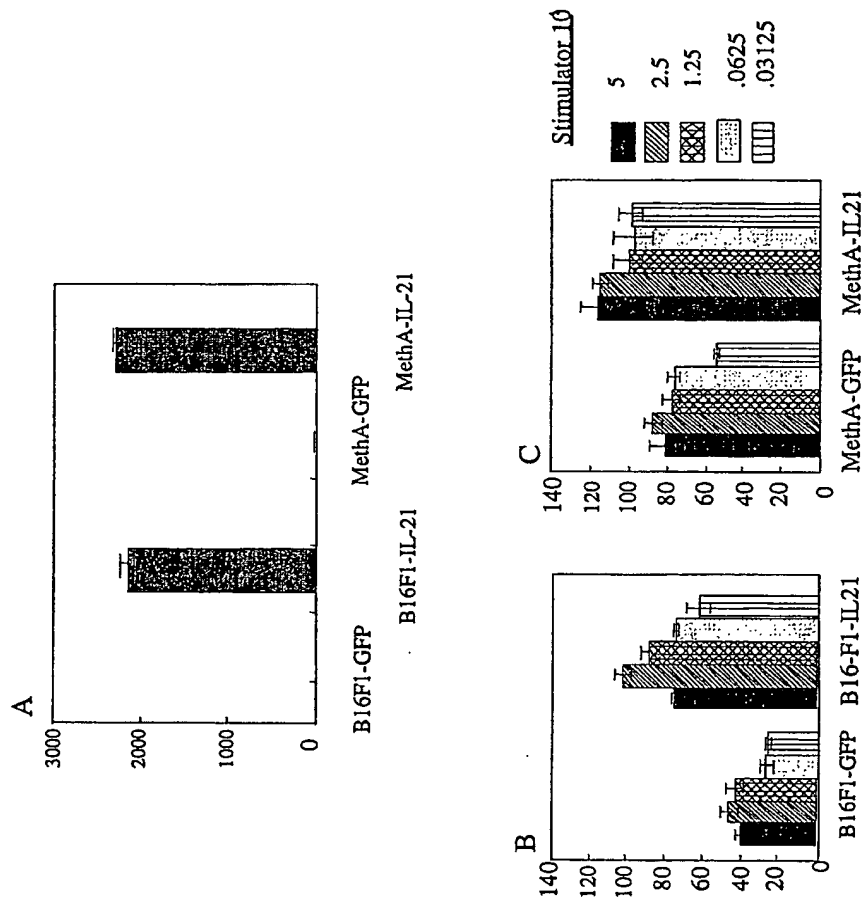 A
3000
2000
1000
0
B16F1-GFP
B16F1-IL-21
MethA-GFP
MethA-IL-21
B
140
120
100
80
60
40
20
0
B16F1-GFP
B16-F1-IL21
C
140
120
100
80
60
40
20
0
MethA-GFP
MethA-IL21
Stimulator 10
5
2.5
1.25
.0625
.03125